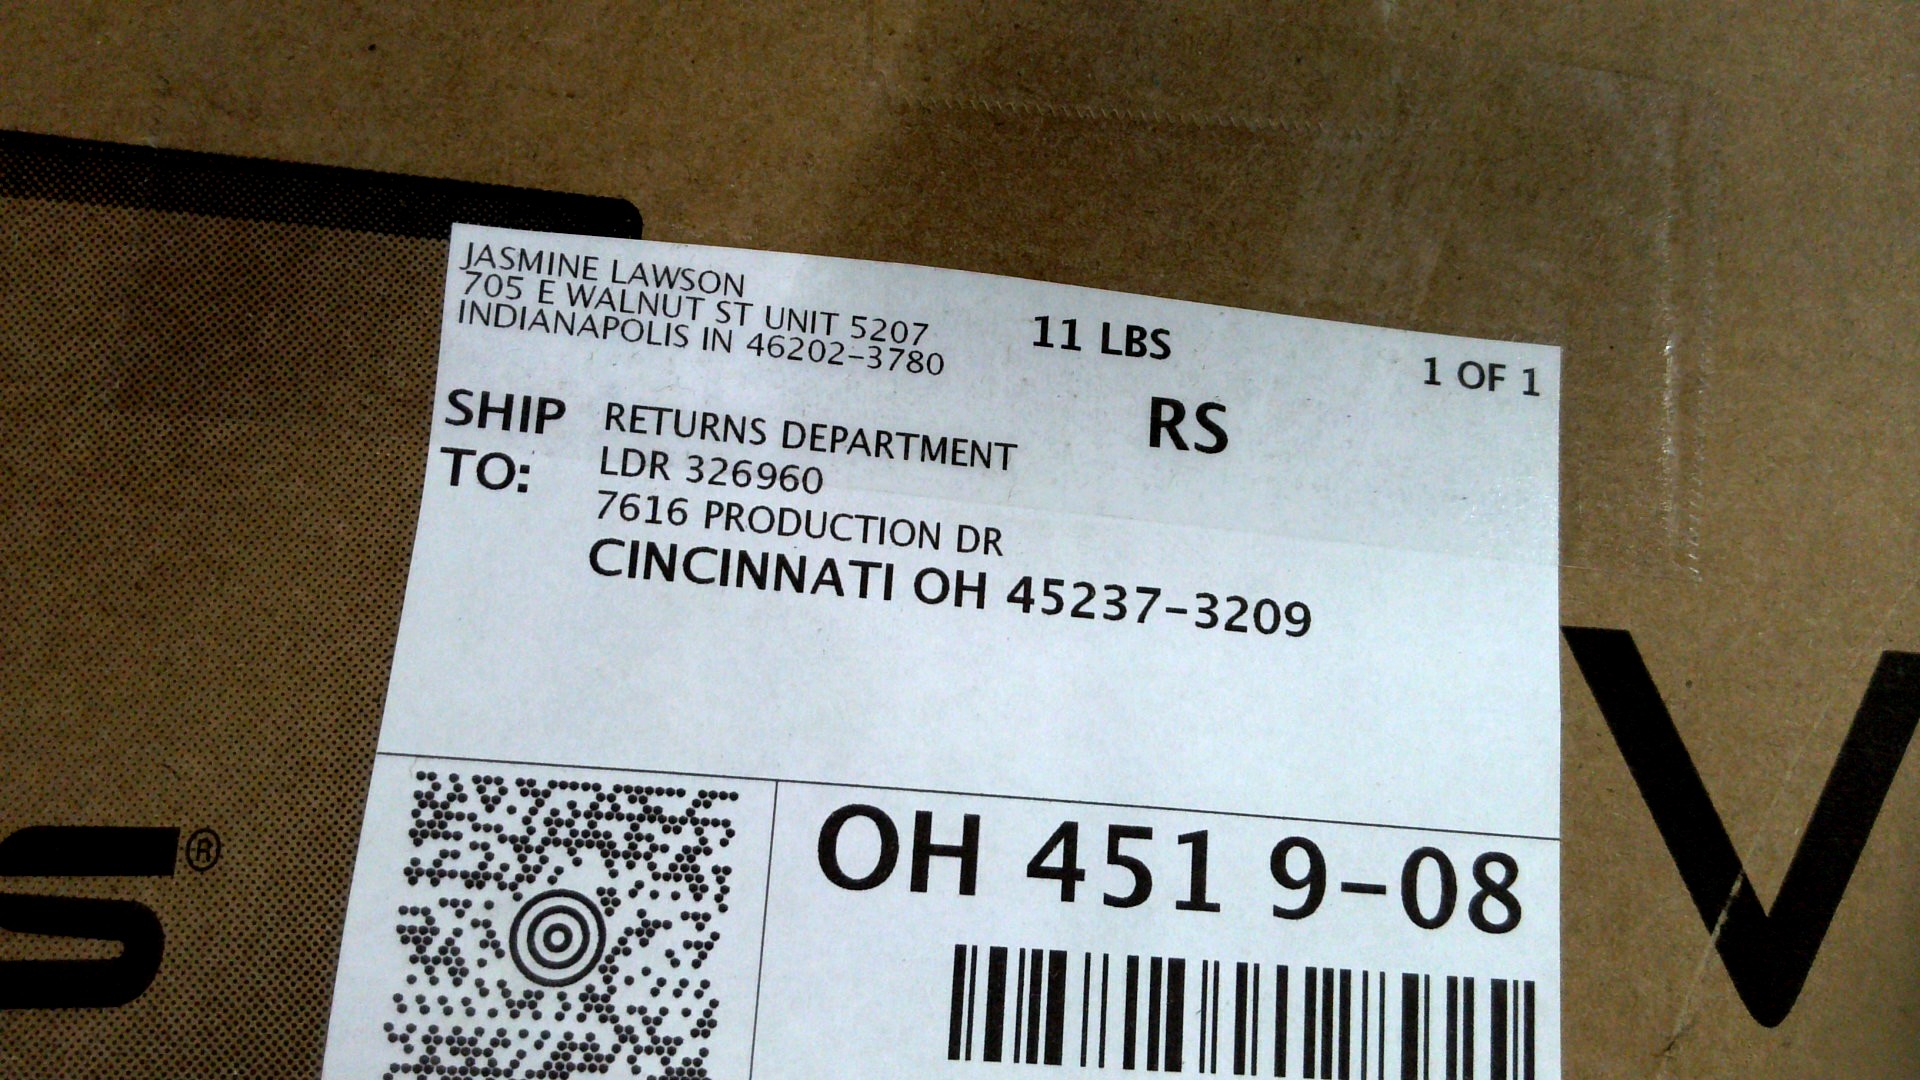 JASMINE LAWSON
705 E WALNUT ST UNIT 5207
INDIANAPOLIS IN 46202-3780
11 LBS
1 OF 1
RS
SHIP TO:
RETURNS DEPARTMENT
LDR 326960
7616 PRODUCTION DR
CINCINNATI OH 45237-3209
OH 451 9-08
S®
V